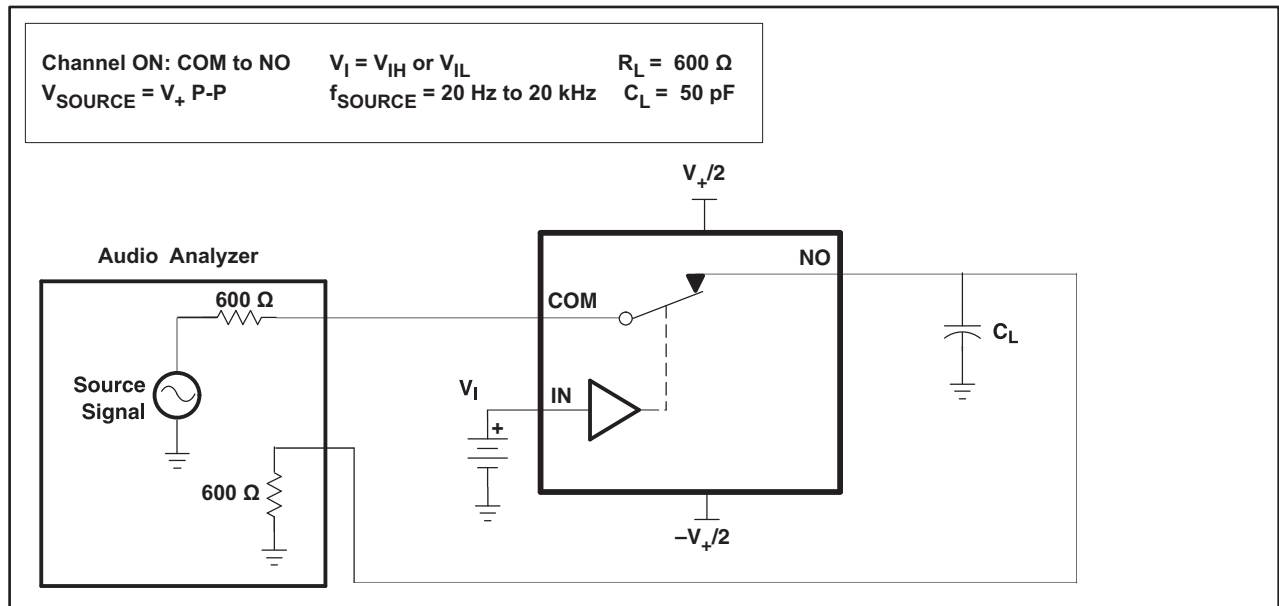 Channel ON: COM to NO V_I = V_IH or V_IL R_L = 600 Ω
V_SOURCE = V_+ P-P f_SOURCE = 20 Hz to 20 kHz C_L = 50 pF
V_+/2
Audio Analyzer
NO
600 Ω
COM
C_L
Source
Signal
V_I
IN
+
600 Ω
–V_+/2